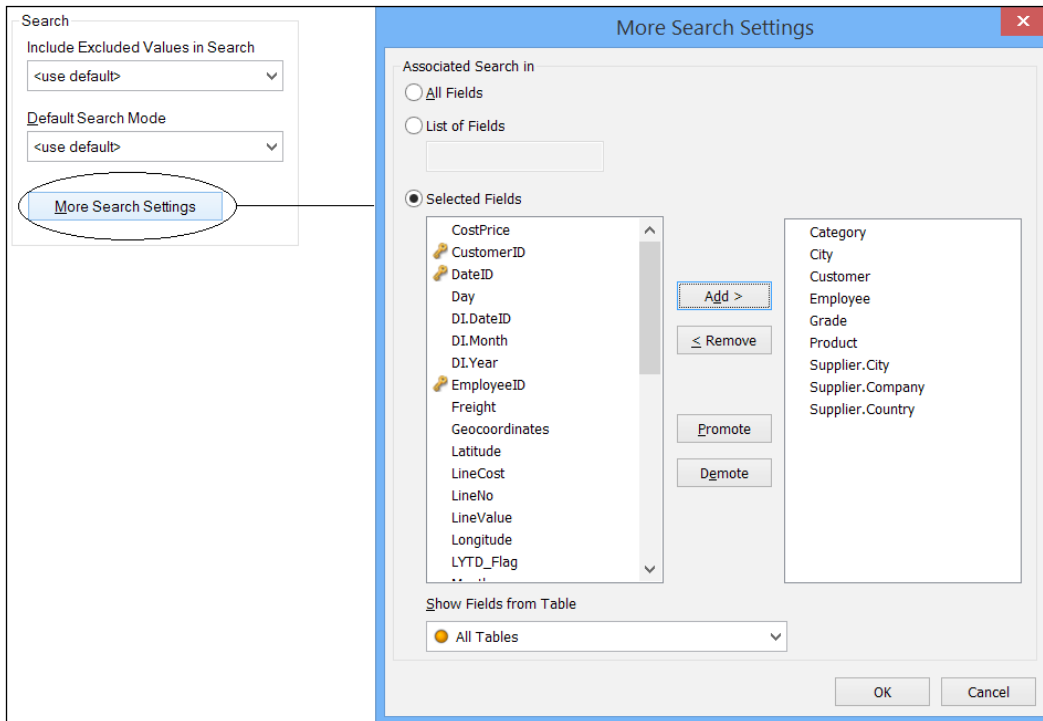 Search
Include Excluded Values in Search
<use default>
Default Search Mode
<use default>
More Search Settings
More Search Settings
x
Associated Search in
All Fields
List of Fields
Selected Fields
CostPrice
CustomerID
DateID
Day
DI.DateID
DI.Month
DI.Year
EmployeeID
Freight
Geocoordinates
Latitude
LineCost
LineNo
LineValue
Longitude
LYTD_Flag
Add >
< Remove
Promote
Demote
Category
City
Customer
Employee
Grade
Product
Supplier.City
Supplier.Company
Supplier.Country
Show Fields from Table
All Tables
OK
Cancel